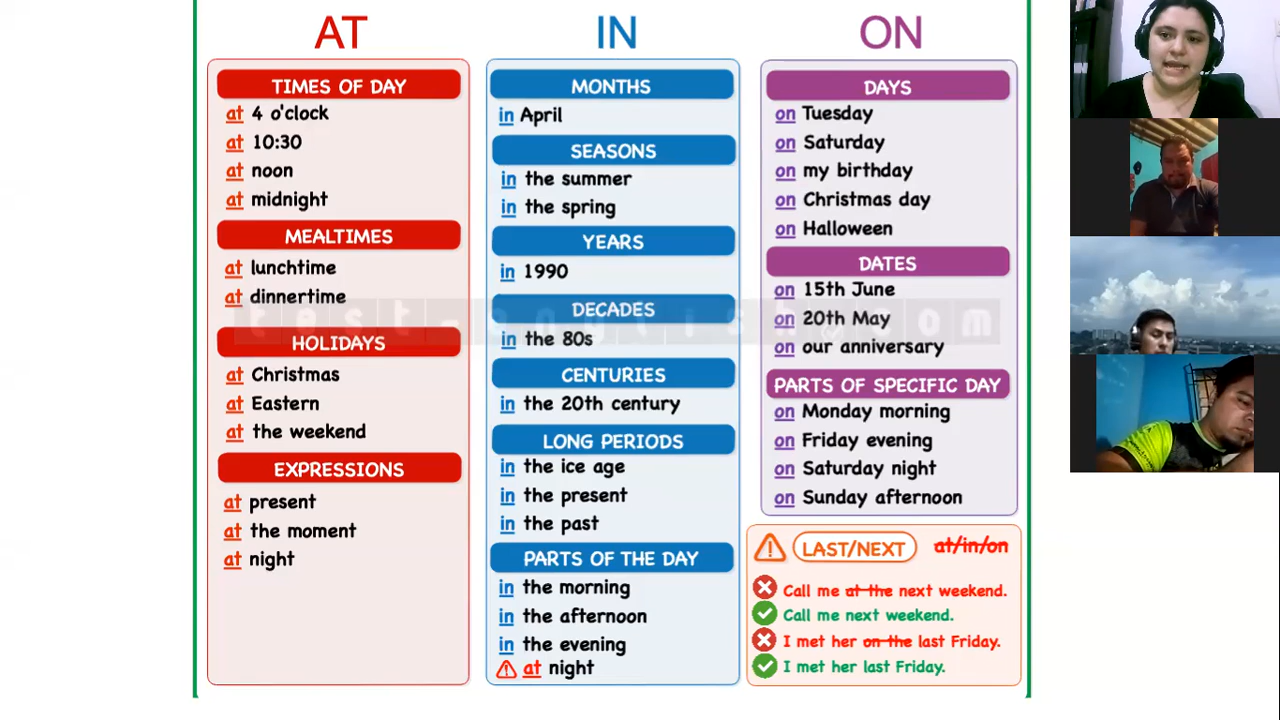 AT
TIMES OF DAY
at 4 o'clock
at 10:30
at noon
at midnight
MEALTIMES
at lunchtime
at dinnertime
HOLIDAYS
at Christmas
at Eastern
at the weekend
EXPRESSIONS
at present
at the moment
at night
IN
MONTHS
in April
SEASONS
in the summer
in the spring
YEARS
in 1990
DECADES
in the 80s
CENTURIES
in the 20th century
LONG PERIODS
in the ice age
in the present
in the past
PARTS OF THE DAY
in the morning
in the afternoon
in the evening
at night
ON
DAYS
on Tuesday
on Saturday
on my birthday
on Christmas day
on Halloween
DATES
on 15th June
on 20th May
on our anniversary
PARTS OF SPECIFIC DAY
on Monday morning
on Friday evening
on Saturday night
on Sunday afternoon
LAST/NEXT at/in/on
Call me at the next weekend.
Call me next weekend.
I met her on the last Friday.
I met her last Friday.
test-english.com